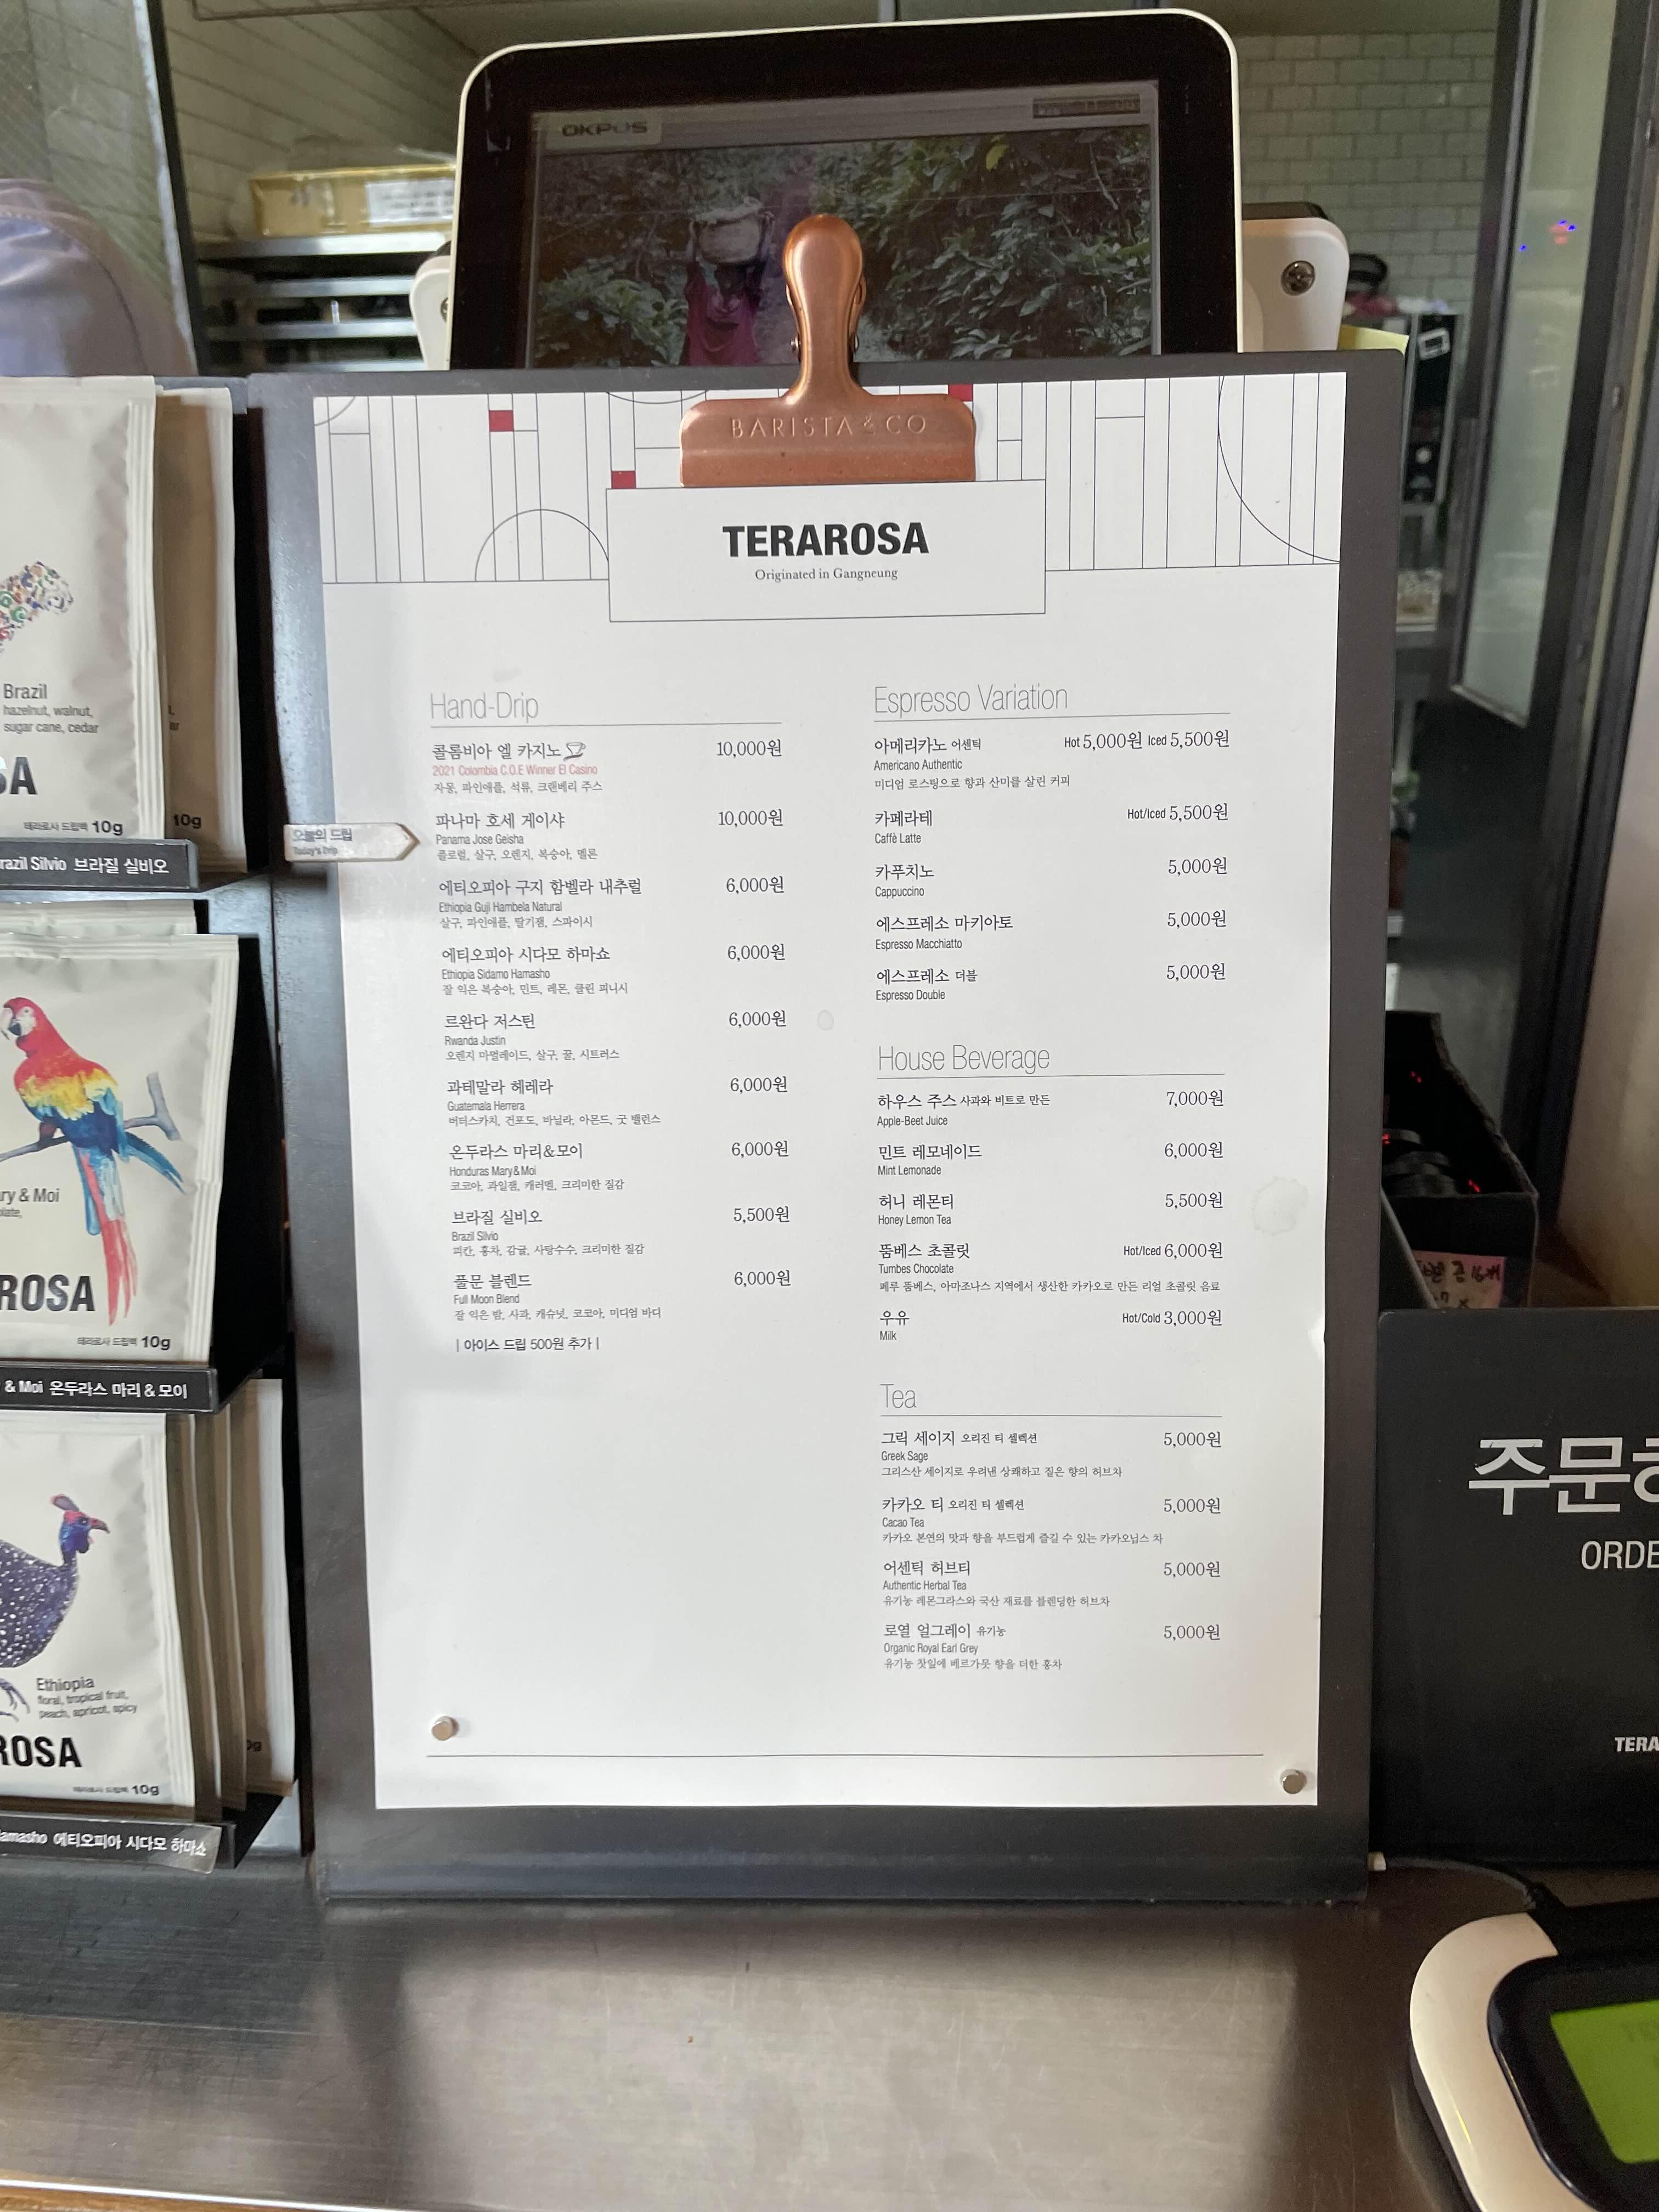 OKPOS
BARISTA & CO
TERAROSA
Originated in Gangneung
Hand-Drip
콜롬비아 엘 카지노 10,000원
2021 Colombia C.O.E Winner El Casino
자몽, 파인애플, 석류, 크랜베리 주스
오늘의 드립
Today's Drip
파나마 호세 게이샤 10,000원
Panama Jose Geisha
플로럴, 살구, 오렌지, 복숭아, 멜론
에티오피아 구지 함벨라 내추럴 6,000원
Ethiopia Guji Hambela Natural
살구, 파인애플, 딸기잼, 스파이시
에티오피아 시다모 하마쇼 6,000원
Ethiopia Sidamo Hamasho
잘 익은 복숭아, 민트, 레몬, 클린 피니시
르완다 저스틴 6,000원
Rwanda Justin
오렌지 마멀레이드, 살구, 꿀, 시트러스
과테말라 헤레라 6,000원
Guatemala Herrera
버터스카치, 건포도, 바닐라, 아몬드, 굿 밸런스
온두라스 마리&모이 6,000원
Honduras Mary&Moi
코코아, 과일잼, 캐러멜, 크리미한 질감
브라질 실비오 5,500원
Brazil Silvio
피칸, 홍차, 감귤, 사탕수수, 크리미한 질감
풀문 블렌드 6,000원
Full Moon Blend
잘 익은 밤, 사과, 캐슈넛, 코코아, 미디엄 바디
| 아이스 드립 500원 추가 |
Espresso Variation
아메리카노 어센틱 Hot 5,000원 Iced 5,500원
Americano Authentic
미디엄 로스팅으로 향과 산미를 살린 커피
카페라테 Hot/Iced 5,500원
Caffè Latte
카푸치노 5,000원
Cappuccino
에스프레소 마키아토 5,000원
Espresso Macchiatto
에스프레소 더블 5,000원
Espresso Double
House Beverage
하우스 주스 사과와 비트로 만든 7,000원
Apple-Beet Juice
민트 레모네이드 6,000원
Mint Lemonade
허니 레몬티 5,500원
Honey Lemon Tea
뚬베스 초콜릿 Hot/Iced 6,000원
Tumbes Chocolate
페루 뚬베스, 아마조나스 지역에서 생산한 카카오로 만든 리얼 초콜릿 음료
우유 Hot/Cold 3,000원
Milk
Tea
그릭 세이지 오리진 티 셀렉션 5,000원
Greek Sage
그리스산 세이지로 우려낸 상쾌하고 짙은 향의 허브차
카카오 티 오리진 티 셀렉션 5,000원
Cacao Tea
카카오 본연의 맛과 향을 부드럽게 즐길 수 있는 카카오닙스 차
어센틱 허브티 5,000원
Authentic Herbal Tea
유기농 레몬그라스와 국산 재료를 블렌딩한 허브차
로열 얼그레이 유기농 5,000원
Organic Royal Earl Grey
유기농 찻잎에 베르가못 향을 더한 홍차
Brazil
hazelnut, walnut,
sugar cane, cedar
SA
테라로사 드립백 10g
10g
razil Silvio 브라질 실비오
ry & Moi
olate,
ROSA
테라로사 드립백 10g
& Moi 온두라스 마리 & 모이
Ethiopia
floral, tropical fruit,
peach, apricot, spicy
ROSA
테라로사 드립백 10g
amasho 에티오피아 시다모 하마쇼
주문
ORDE
TERA